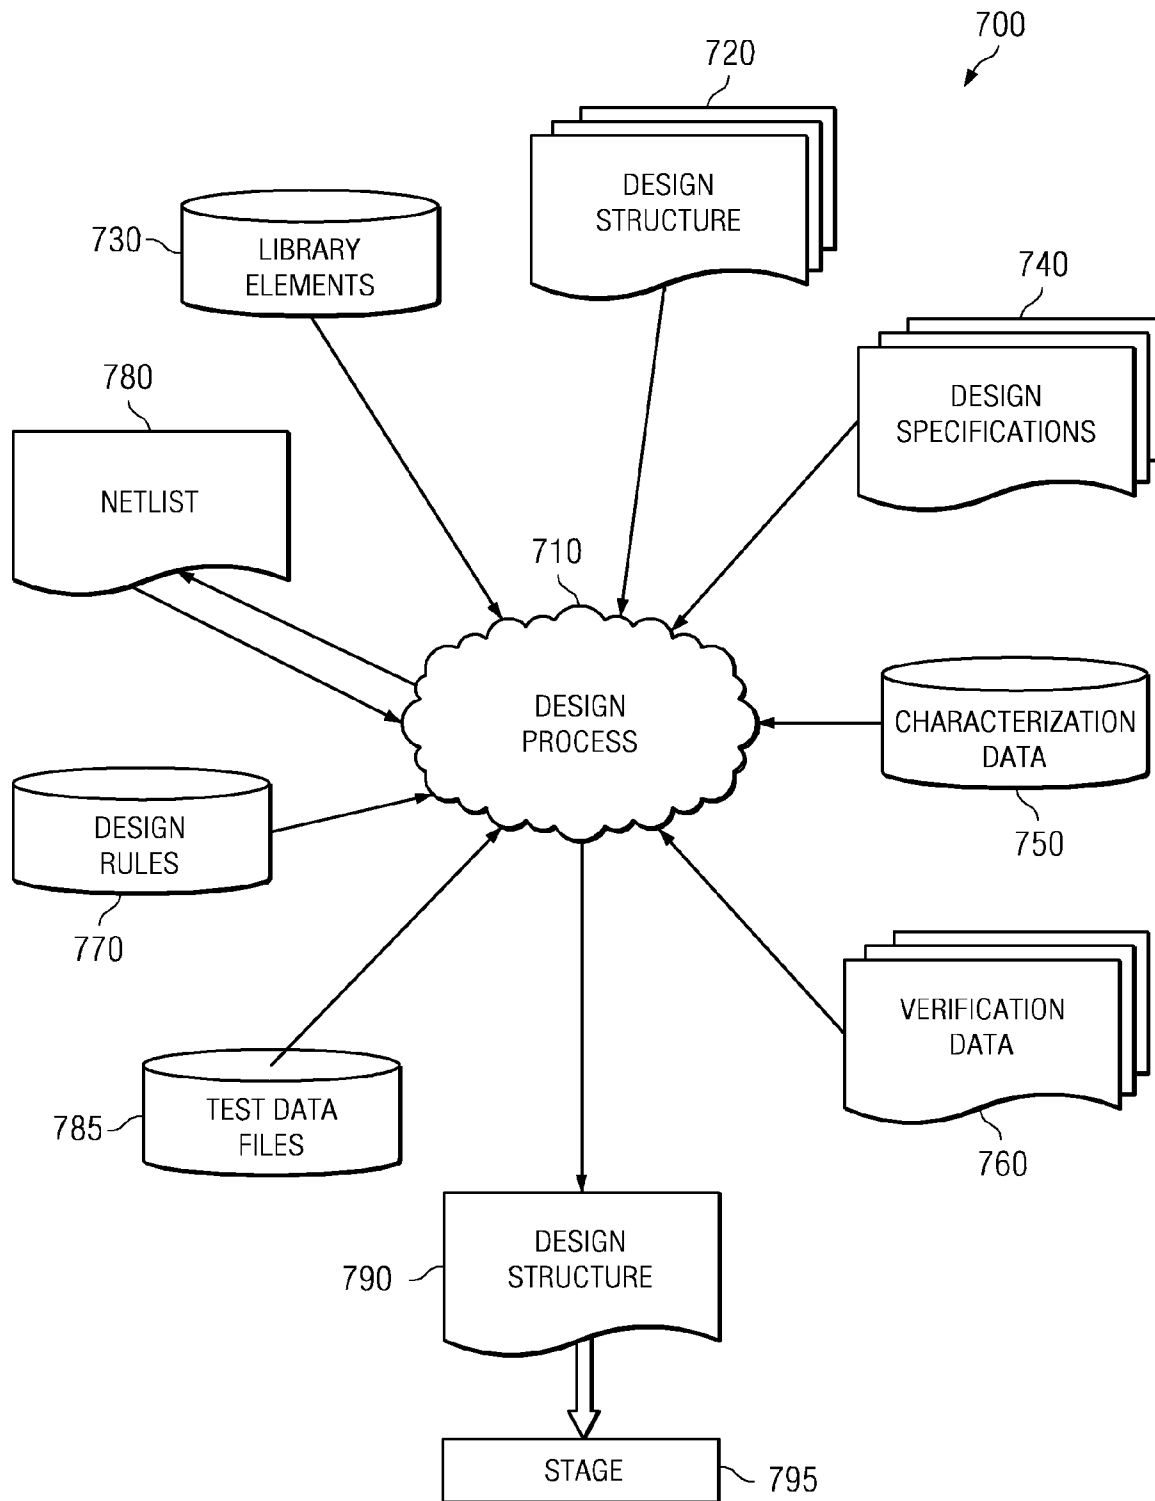 700
720
DESIGN
STRUCTURE
730
LIBRARY
ELEMENTS
740
DESIGN
SPECIFICATIONS
780
NETLIST
710
DESIGN
PROCESS
CHARACTERIZATION
DATA
750
DESIGN
RULES
770
VERIFICATION
DATA
760
785
TEST DATA
FILES
790
DESIGN
STRUCTURE
STAGE
795